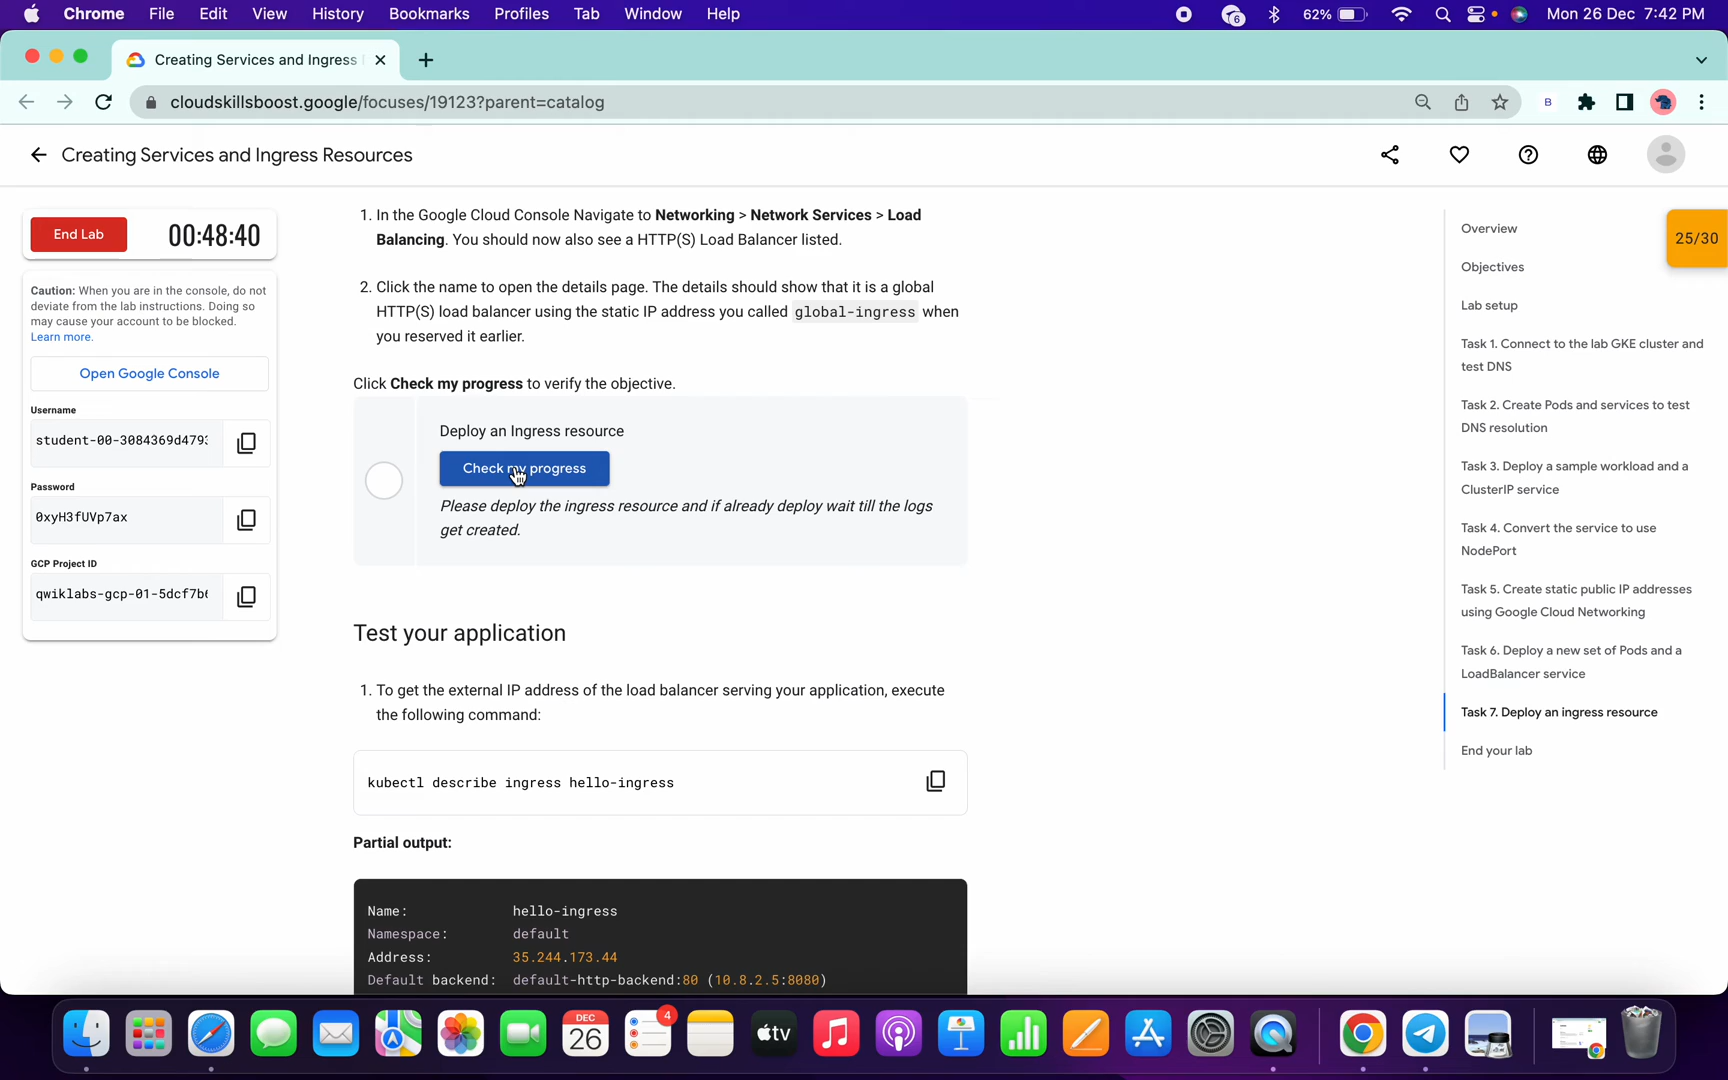 Chrome File Edit View History Bookmarks Profiles Tab Window Help 6 62% Mon 26 Dec 7:42 PM
Creating Services and Ingress
cloudskillsboost.google/focuses/19123?parent=catalog B
Creating Services and Ingress Resources
End Lab 00:48:40
Caution: When you are in the console, do not
deviate from the lab instructions. Doing so
may cause your account to be blocked.
Learn more.
Open Google Console
Username
student-00-3084369d479
Password
0xyH3fUVp7ax
GCP Project ID
qwiklabs-gcp-01-5dcf7b
1. In the Google Cloud Console Navigate to Networking > Network Services > Load
Balancing. You should now also see a HTTP(S) Load Balancer listed.
2. Click the name to open the details page. The details should show that it is a global
HTTP(S) load balancer using the static IP address you called global-ingress when
you reserved it earlier.
Click Check my progress to verify the objective.
Deploy an Ingress resource
Check my progress
Please deploy the ingress resource and if already deploy wait till the logs
get created.
Test your application
1. To get the external IP address of the load balancer serving your application, execute
the following command:
kubectl describe ingress hello-ingress
Partial output:
Name: hello-ingress
Namespace: default
Address: 35.244.173.44
Default backend: default-http-backend:80 (10.8.2.5:8080)
Overview
Objectives
Lab setup
Task 1. Connect to the lab GKE cluster and
test DNS
Task 2. Create Pods and services to test
DNS resolution
Task 3. Deploy a sample workload and a
ClusterIP service
Task 4. Convert the service to use
NodePort
Task 5. Create static public IP addresses
using Google Cloud Networking
Task 6. Deploy a new set of Pods and a
LoadBalancer service
Task 7. Deploy an ingress resource
End your lab
25/30
DEC
26
4
tv